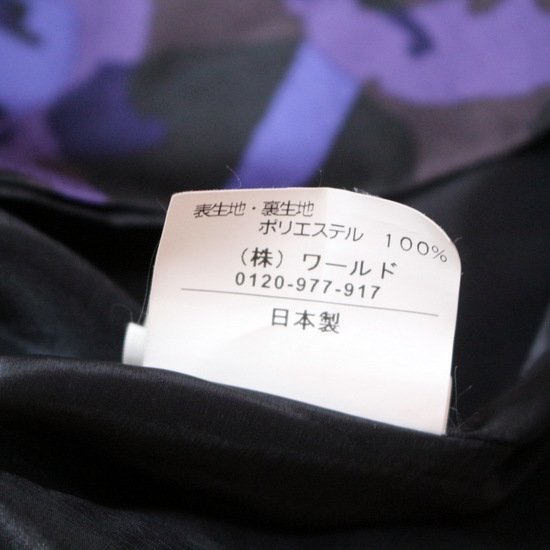 表生地・裏生地
ポリエステル 100%
(株)ワールド
0120-977-917
日本製